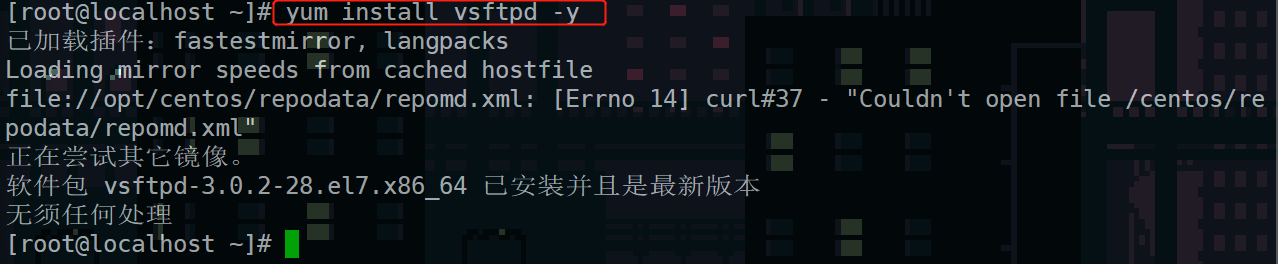 [root@localhost ~]# yum install vsftpd -y
已加载插件：fastestmirror, langpacks
Loading mirror speeds from cached hostfile
file://opt/centos/repodata/repomd.xml: [Errno 14] curl#37 - "Couldn't open file /centos/re
podata/repomd.xml"
正在尝试其它镜像。
软件包 vsftpd-3.0.2-28.el7.x86_64 已安装并且是最新版本
无须任何处理
[root@localhost ~]#